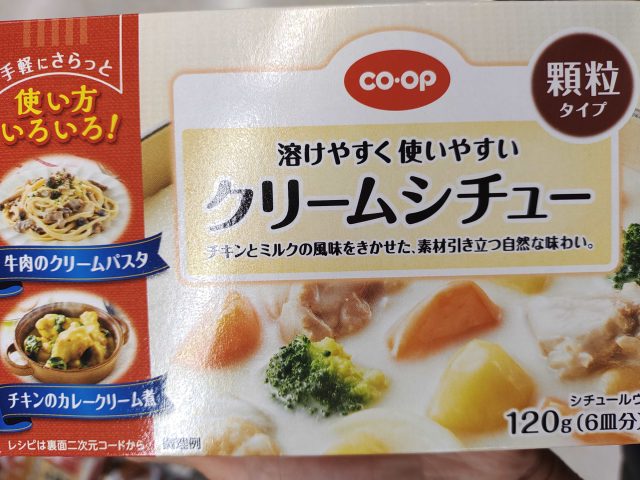 手軽にさらっと
使い方
いろいろ!
牛肉のクリームパスタ
チキンのカレークリーム煮
レシピは裏面二次元コードから
CO·OP
顆粒
タイプ
溶けやすく使いやすい
クリームシチュー
チキンとミルクの風味をきかせた、素材引き立つ自然な味わい。
シチュールウ
120g(6皿分)
調理例